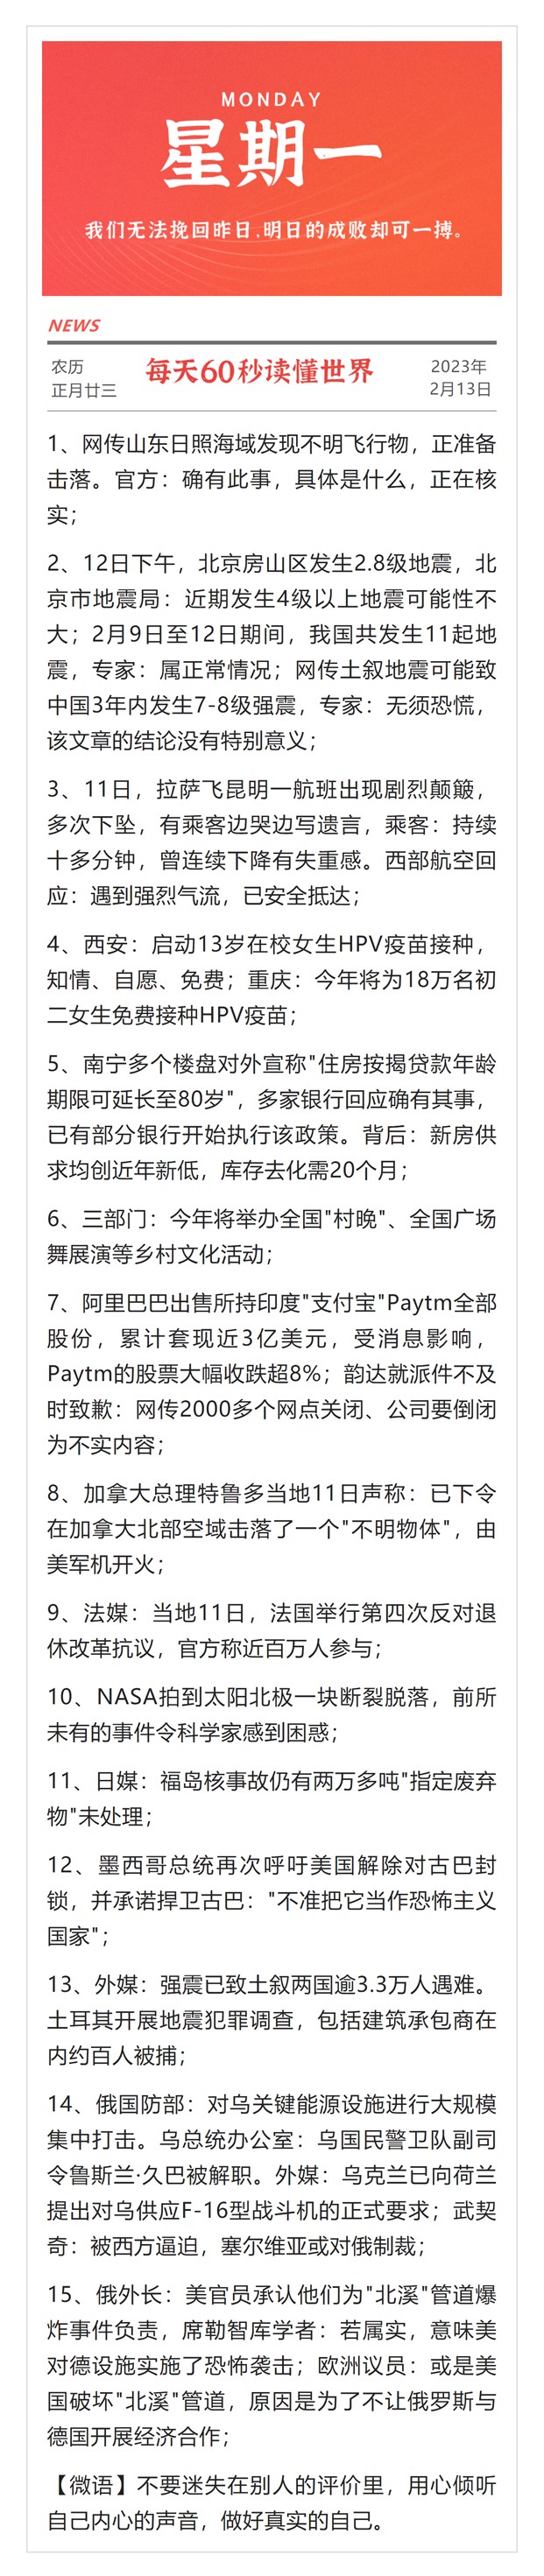 MONDAY
星期一
我们无法挽回昨日,明日的成败却可一搏。
NEWS
农历
正月廿三
每天60秒读懂世界
2023年
2月13日
1、网传山东日照海域发现不明飞行物，正准备
击落。官方：确有此事，具体是什么，正在核
实；
2、12日下午，北京房山区发生2.8级地震，北
京市地震局：近期发生4级以上地震可能性不
大；2月9日至12日期间，我国共发生11起地
震，专家：属正常情况；网传土叙地震可能致
中国3年内发生7-8级强震，专家：无须恐慌，
该文章的结论没有特别意义；
3、11日，拉萨飞昆明一航班出现剧烈颠簸，
多次下坠，有乘客边哭边写遗言，乘客：持续
十多分钟，曾连续下降有失重感。西部航空回
应：遇到强烈气流，已安全抵达；
4、西安：启动13岁在校女生HPV疫苗接种，
知情、自愿、免费；重庆：今年将为18万名初
二女生免费接种HPV疫苗；
5、南宁多个楼盘对外宣称"住房按揭贷款年龄
期限可延长至80岁"，多家银行回应确有其事，
已有部分银行开始执行该政策。背后：新房供
求均创近年新低，库存去化需20个月；
6、三部门：今年将举办全国"村晚"、全国广场
舞展演等乡村文化活动；
7、阿里巴巴出售所持印度"支付宝"Paytm全部
股份，累计套现近3亿美元，受消息影响，
Paytm的股票大幅收跌超8%；韵达就派件不及
时致歉：网传2000多个网点关闭、公司要倒闭
为不实内容；
8、加拿大总理特鲁多当地11日声称：已下令
在加拿大北部空域击落了一个"不明物体"，由
美军机开火；
9、法媒：当地11日，法国举行第四次反对退
休改革抗议，官方称近百万人参与；
10、NASA拍到太阳北极一块断裂脱落，前所
未有的事件令科学家感到困惑；
11、日媒：福岛核事故仍有两万多吨"指定废弃
物"未处理；
12、墨西哥总统再次呼吁美国解除对古巴封
锁，并承诺捍卫古巴："不准把它当作恐怖主义
国家"；
13、外媒：强震已致土叙两国逾3.3万人遇难。
土耳其开展地震犯罪调查，包括建筑承包商在
内约百人被捕；
14、俄国防部：对乌关键能源设施进行大规模
集中打击。乌总统办公室：乌国民警卫队副司
令鲁斯兰·久巴被解职。外媒：乌克兰已向荷兰
提出对乌供应F-16型战斗机的正式要求；武契
奇：被西方逼迫，塞尔维亚或对俄制裁；
15、俄外长：美官员承认他们为"北溪"管道爆
炸事件负责，席勒智库学者：若属实，意味美
对德设施实施了恐怖袭击；欧洲议员：或是美
国破坏"北溪"管道，原因是为了不让俄罗斯与
德国开展经济合作；
【微语】不要迷失在别人的评价里，用心倾听
自己内心的声音，做好真实的自己。